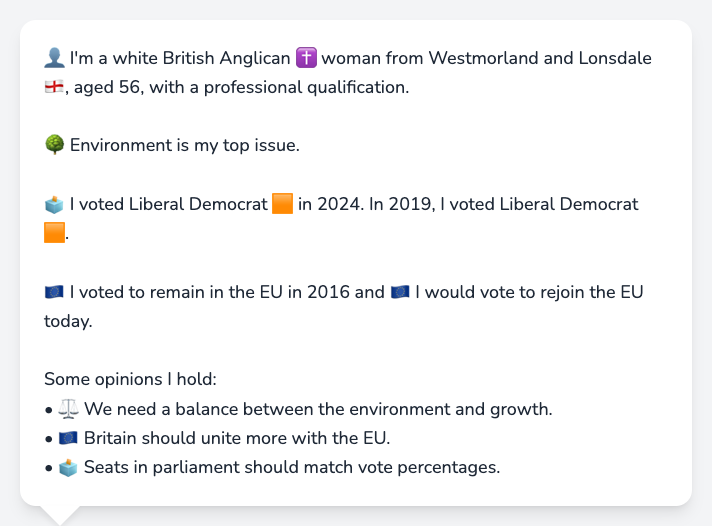 👤 I'm a white British Anglican ✝️ woman from Westmorland and Lonsdale
🏴󠁧󠁢󠁥󠁮󠁧󠁿, aged 56, with a professional qualification.
🌳 Environment is my top issue.
🗳️ I voted Liberal Democrat 🟧 in 2024. In 2019, I voted Liberal Democrat
🟧.
🇪🇺 I voted to remain in the EU in 2016 and 🇪🇺 I would vote to rejoin the EU
today.
Some opinions I hold:
• ⚖️ We need a balance between the environment and growth.
• 🇪🇺 Britain should unite more with the EU.
• 🗳️ Seats in parliament should match vote percentages.